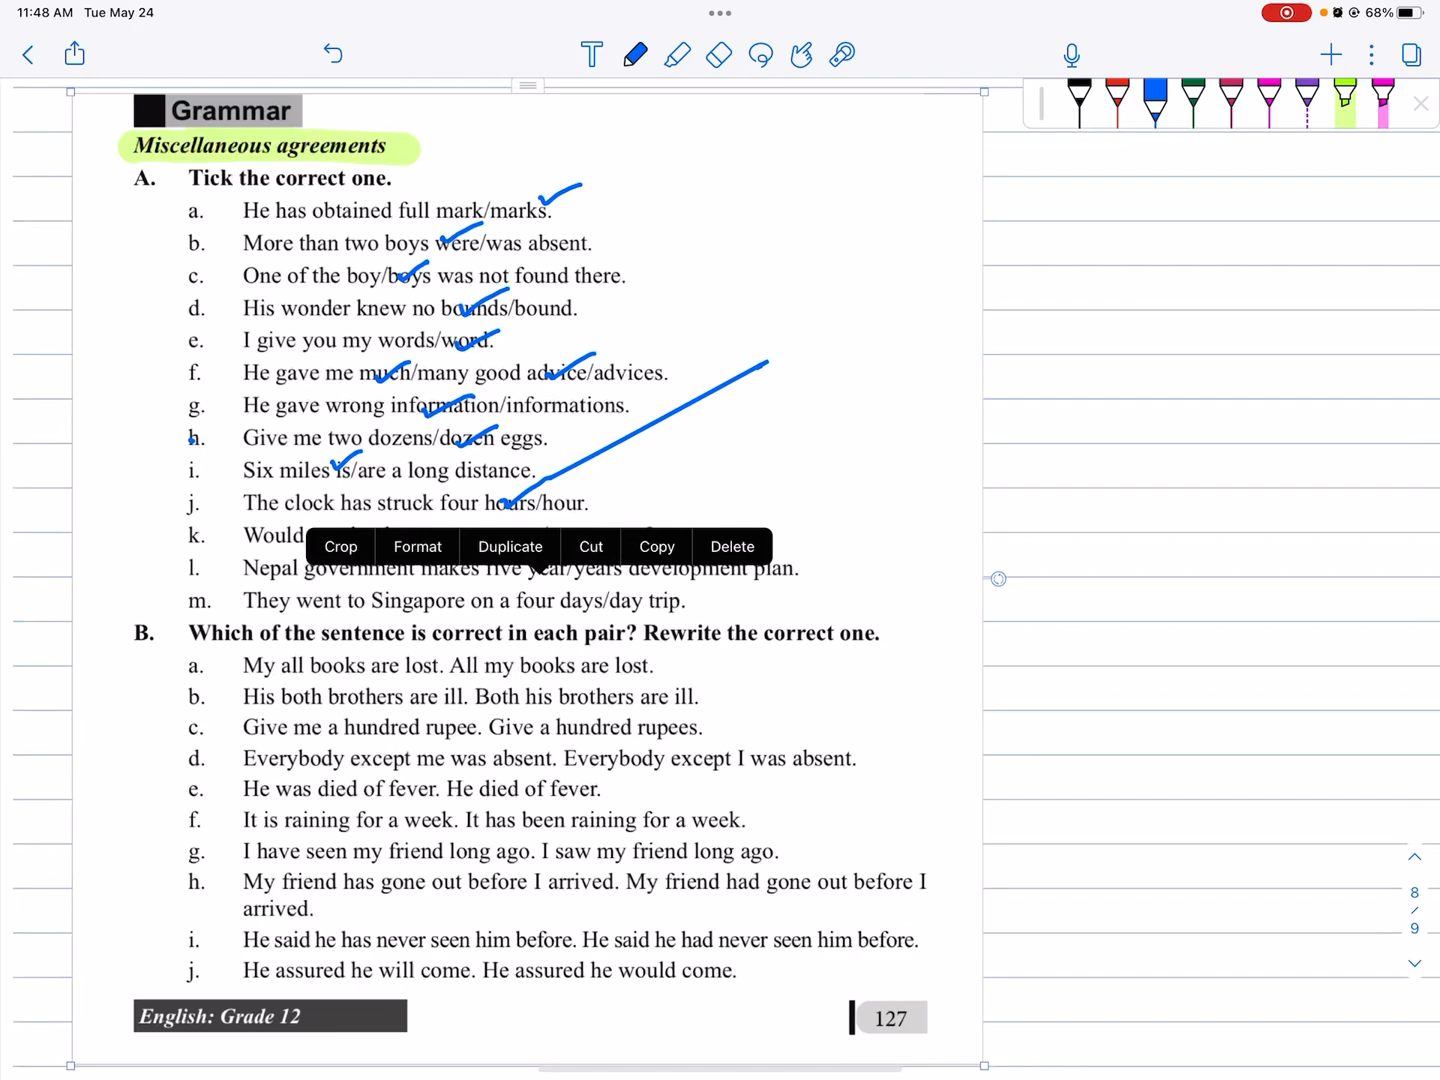 11:48 AM Tue May 24
68%
Grammar
Miscellaneous agreements
A. Tick the correct one.
a. He has obtained full mark/marks.
b. More than two boys were/was absent.
c. One of the boy/boys was not found there.
d. His wonder knew no bounds/bound.
e. I give you my words/word.
f. He gave me much/many good advice/advices.
g. He gave wrong information/informations.
h. Give me two dozens/dozen eggs.
i. Six miles is/are a long distance.
j. The clock has struck four hours/hour.
k. Would
Crop Format Duplicate Cut Copy Delete
l. Nepal government makes five year/years development plan.
m. They went to Singapore on a four days/day trip.
B. Which of the sentence is correct in each pair? Rewrite the correct one.
a. My all books are lost. All my books are lost.
b. His both brothers are ill. Both his brothers are ill.
c. Give me a hundred rupee. Give a hundred rupees.
d. Everybody except me was absent. Everybody except I was absent.
e. He was died of fever. He died of fever.
f. It is raining for a week. It has been raining for a week.
g. I have seen my friend long ago. I saw my friend long ago.
h. My friend has gone out before I arrived. My friend had gone out before I
arrived.
i. He said he has never seen him before. He said he had never seen him before.
j. He assured he will come. He assured he would come.
English: Grade 12
127
8
/
9